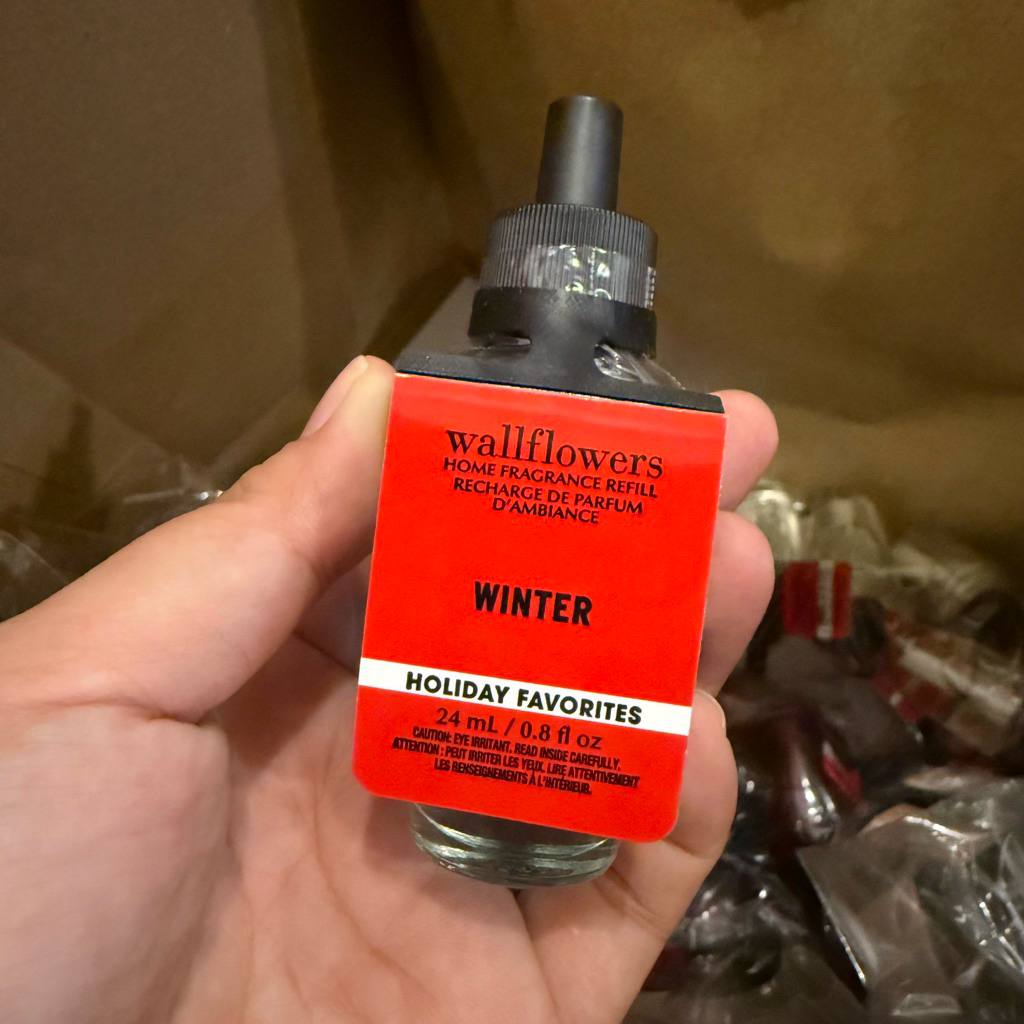 wallflowers
HOME FRAGRANCE REFILL
RECHARGE DE PARFUM
D'AMBIANCE
WINTER
HOLIDAY FAVORITES
24 mL / 0.8 fl oz
CAUTION: EYE IRRITANT. READ INSIDE CAREFULLY.
ATTENTION : PEUT IRRITER LES YEUX. LIRE ATTENTIVEMENT
LES RENSEIGNEMENTS À L'INTÉRIEUR.